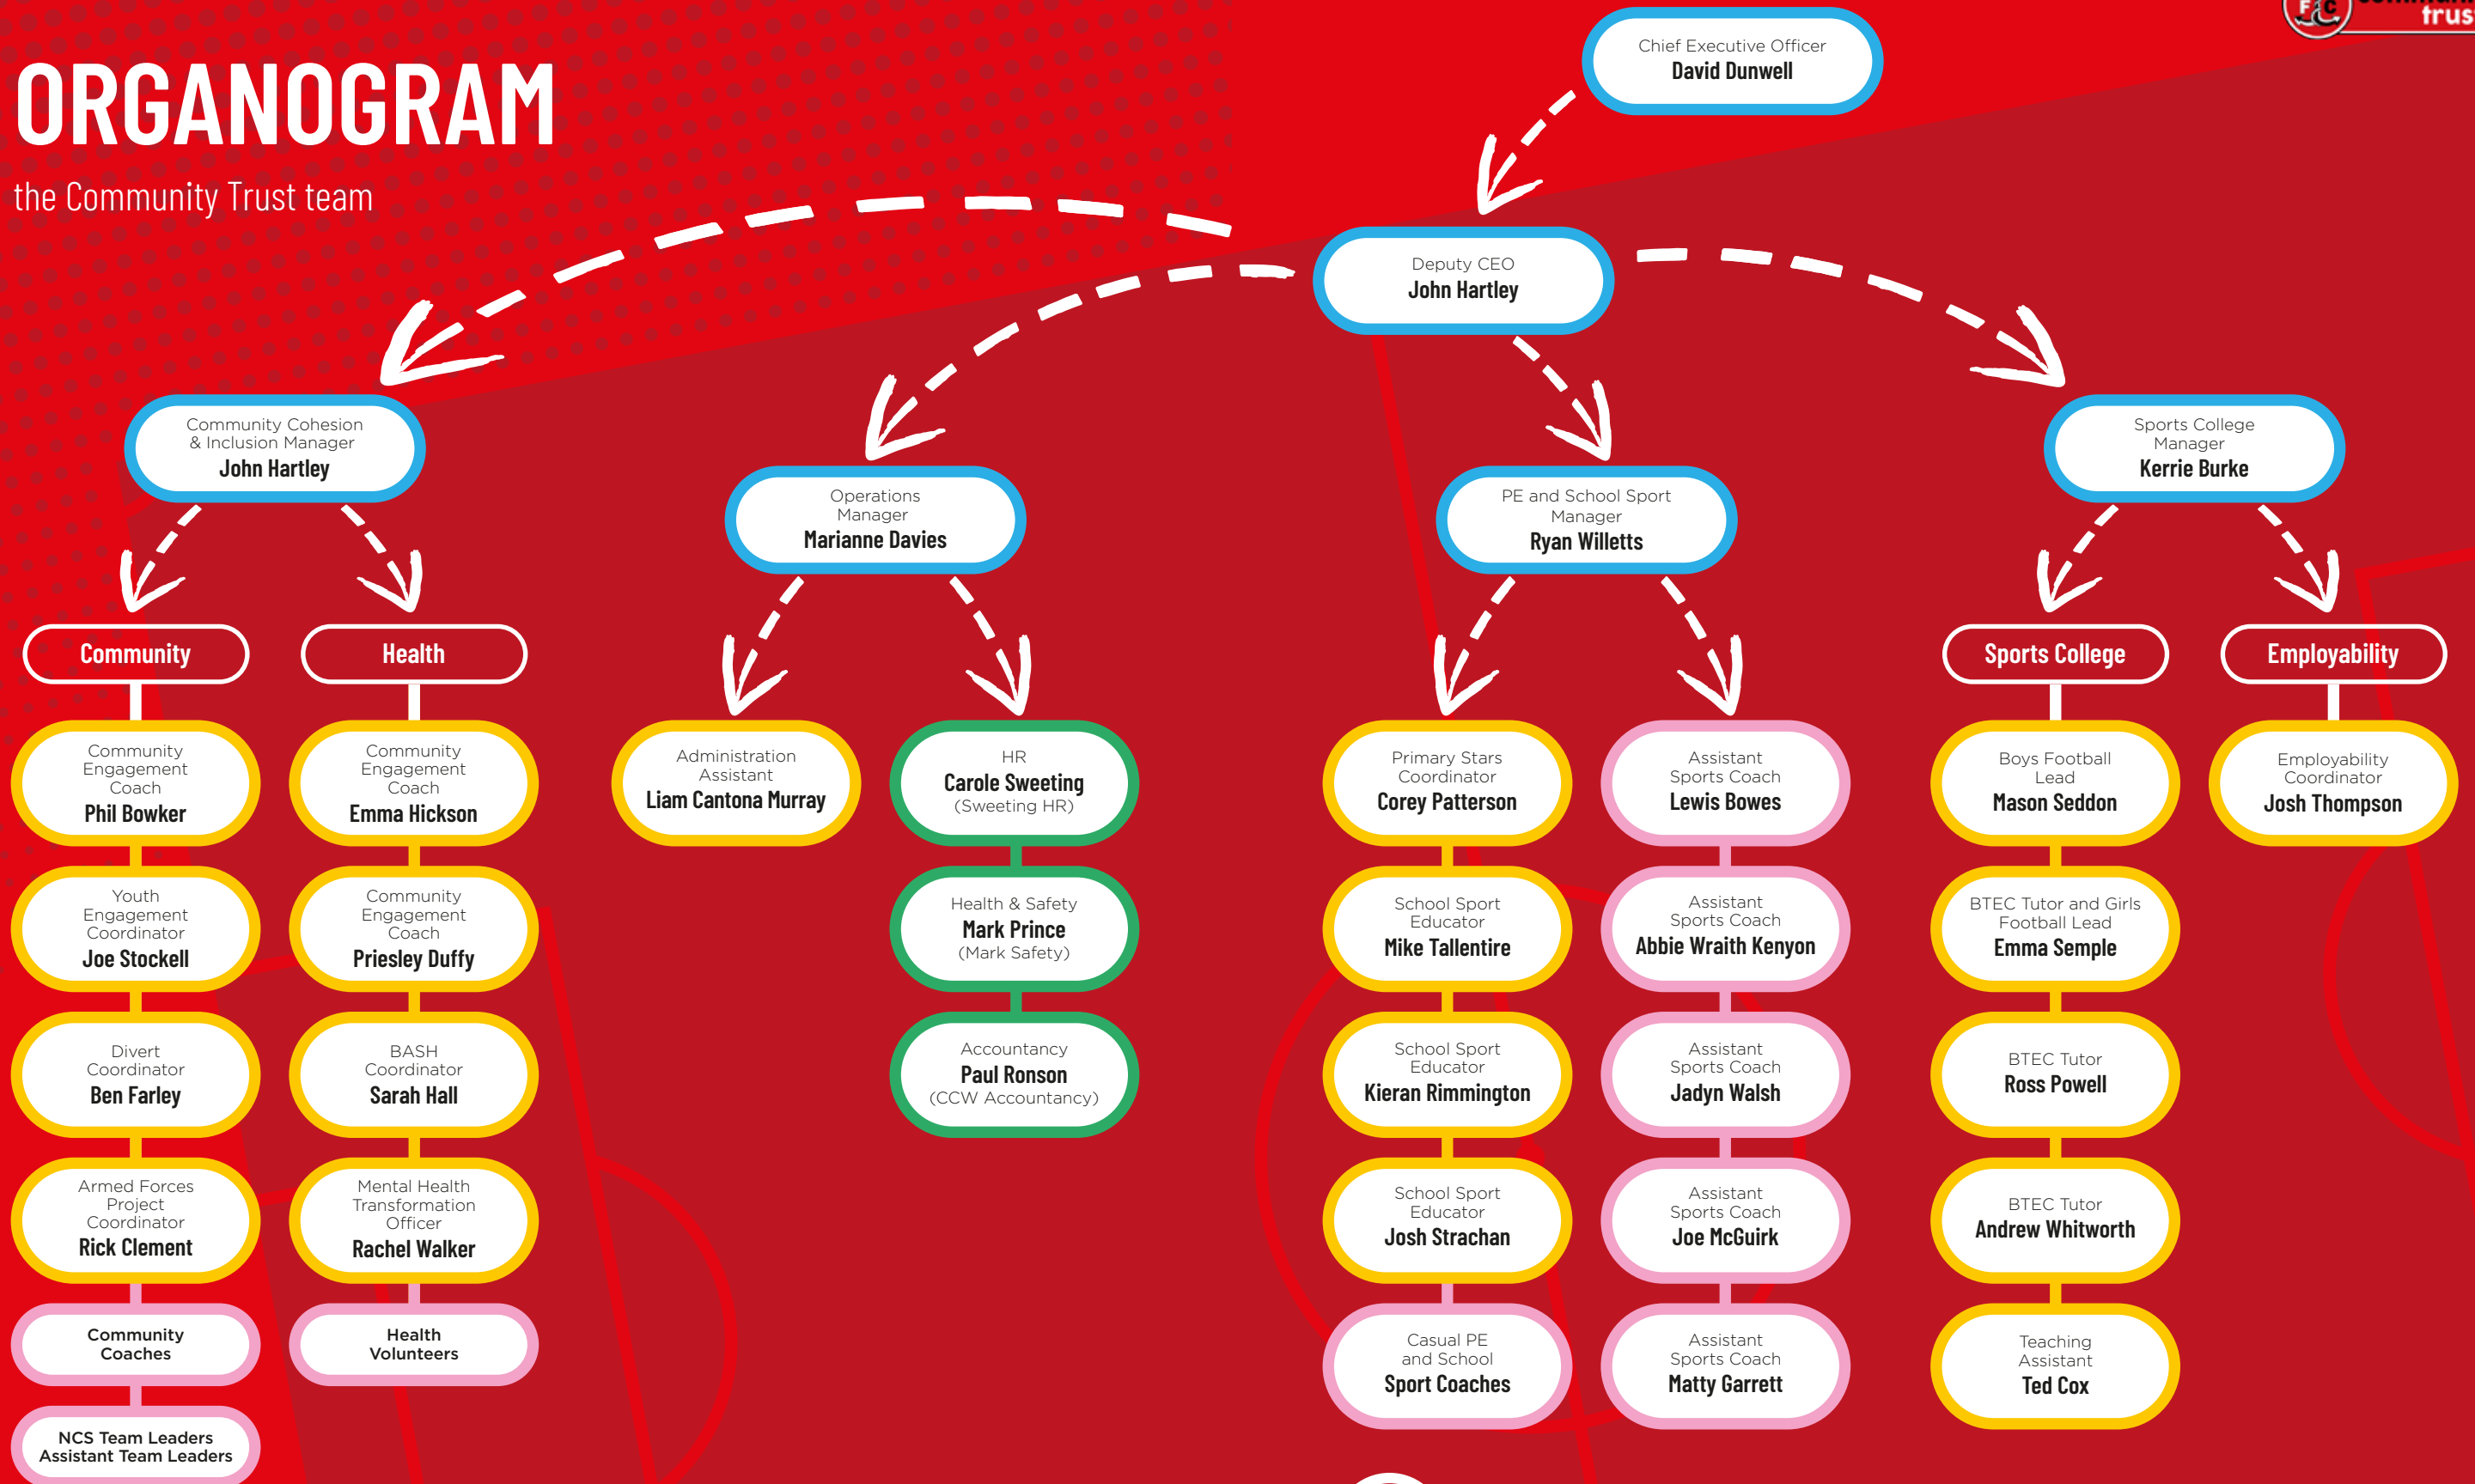 ORGANOGRAM
the Community Trust team
FC
trus
Chief Executive Officer
David Dunwell
Deputy CEO
John Hartley
Community Cohesion
& Inclusion Manager
John Hartley
Operations
Manager
Marianne Davies
PE and School Sport
Manager
Ryan Willetts
Sports College
Manager
Kerrie Burke
Community
Community
Engagement
Coach
Phil Bowker
Youth
Engagement
Coordinator
Joe Stockell
Divert
Coordinator
Ben Farley
Armed Forces
Project
Coordinator
Rick Clement
Community
Coaches
NCS Team Leaders
Assistant Team Leaders
Health
Community
Engagement
Coach
Emma Hickson
Community
Engagement
Coach
Priesley Duffy
BASH
Coordinator
Sarah Hall
Mental Health
Transformation
Officer
Rachel Walker
Health
Volunteers
Administration
Assistant
Liam Cantona Murray
HR
Carole Sweeting
(Sweeting HR)
Health & Safety
Mark Prince
(Mark Safety)
Accountancy
Paul Ronson
(CCW Accountancy)
Primary Stars
Coordinator
Corey Patterson
School Sport
Educator
Mike Tallentire
School Sport
Educator
Kieran Rimmington
School Sport
Educator
Josh Strachan
Casual PE
and School
Sport Coaches
Assistant
Sports Coach
Lewis Bowes
Assistant
Sports Coach
Abbie Wraith Kenyon
Assistant
Sports Coach
Jadyn Walsh
Assistant
Sports Coach
Joe McGuirk
Assistant
Sports Coach
Matty Garrett
Sports College
Boys Football
Lead
Mason Seddon
BTEC Tutor and Girls
Football Lead
Emma Semple
BTEC Tutor
Ross Powell
BTEC Tutor
Andrew Whitworth
Teaching
Assistant
Ted Cox
Employability
Employability
Coordinator
Josh Thompson